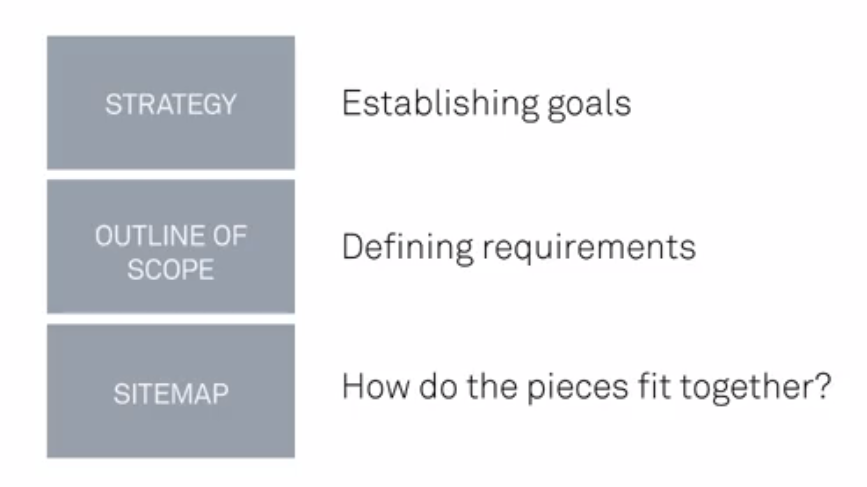 STRATEGY
Establishing goals
OUTLINE OF
SCOPE
Defining requirements
SITEMAP
How do the pieces fit together?